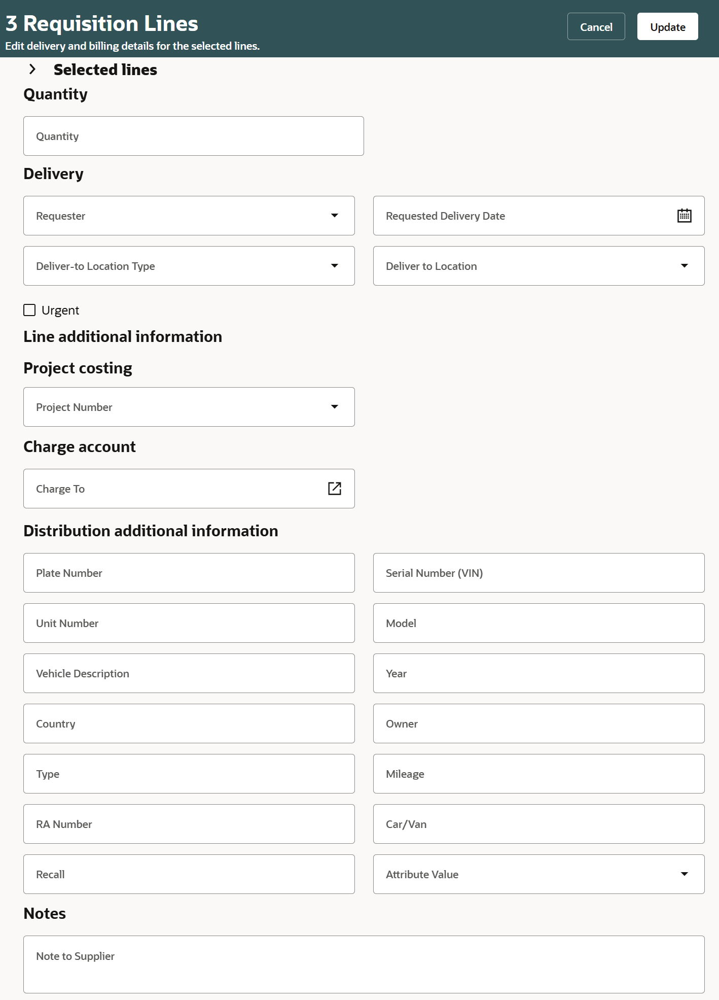 3 Requisition Lines
Edit delivery and billing details for the selected lines.
Cancel
Update
Selected lines
Quantity
Quantity
Delivery
Requester
Requested Delivery Date
Deliver-to Location Type
Deliver to Location
Urgent
Line additional information
Project costing
Project Number
Charge account
Charge To
Distribution additional information
Plate Number
Serial Number (VIN)
Unit Number
Model
Vehicle Description
Year
Country
Owner
Type
Mileage
RA Number
Car/Van
Recall
Attribute Value
Notes
Note to Supplier